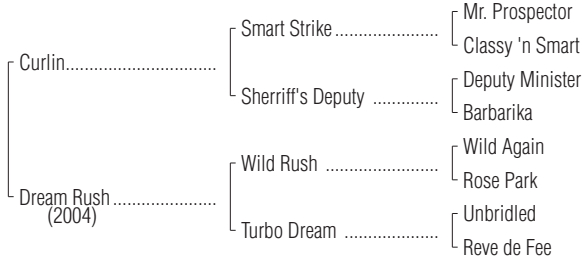 Mr. Prospector
Smart Strike
Classy 'n Smart
Curlin
Deputy Minister
Sherriff's Deputy
Barbarika
Wild Again
Wild Rush
Rose Park
Dream Rush
(2004)
Unbridled
Turbo Dream
Reve de Fee